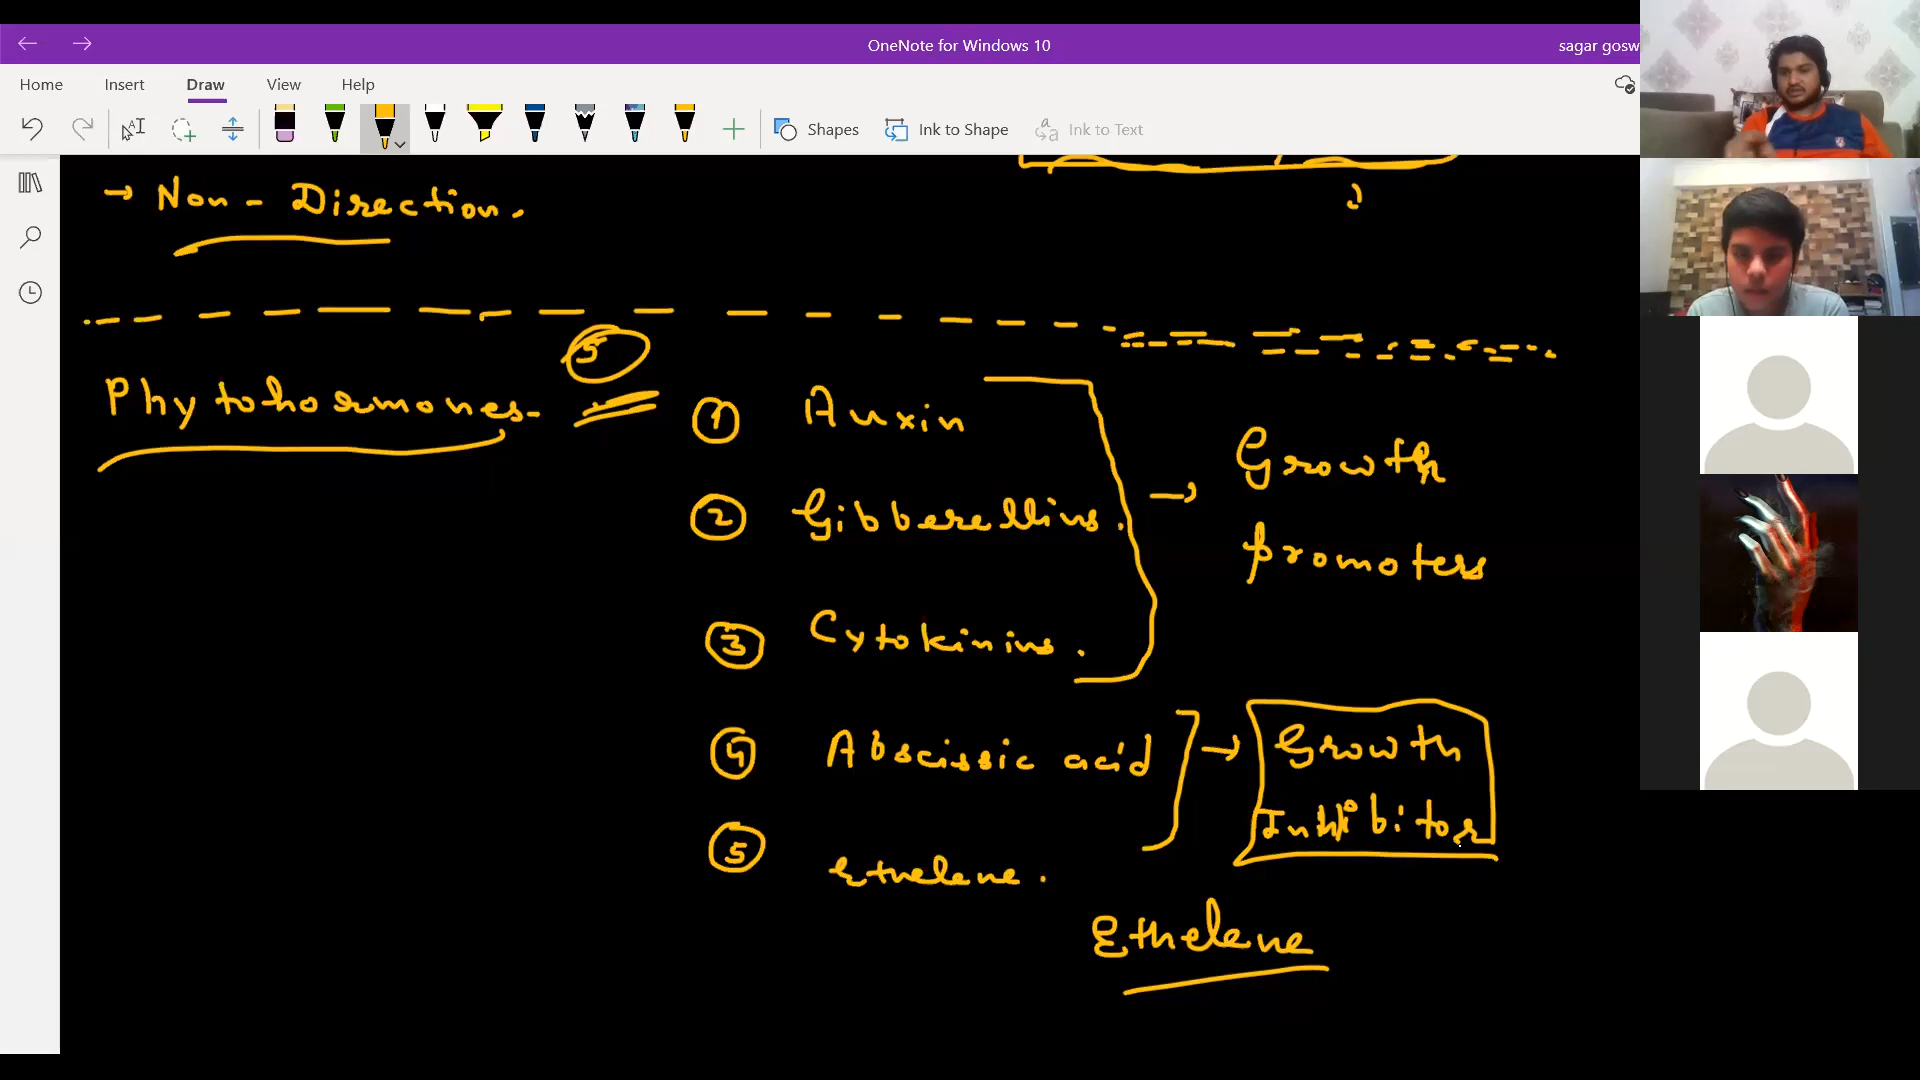 OneNote for Windows 10
sagar gosw
Home Insert Draw View Help
Shapes Ink to Shape Ink to Text
→ Non - Direction.
5
Phytohormones-
1 Auxin
2 Gibberellins.
→ Growth
promoters
3 Cytokinins.
4 Abscissic acid → Growth
Inhibitor
5 Ethelene.
Ethelene